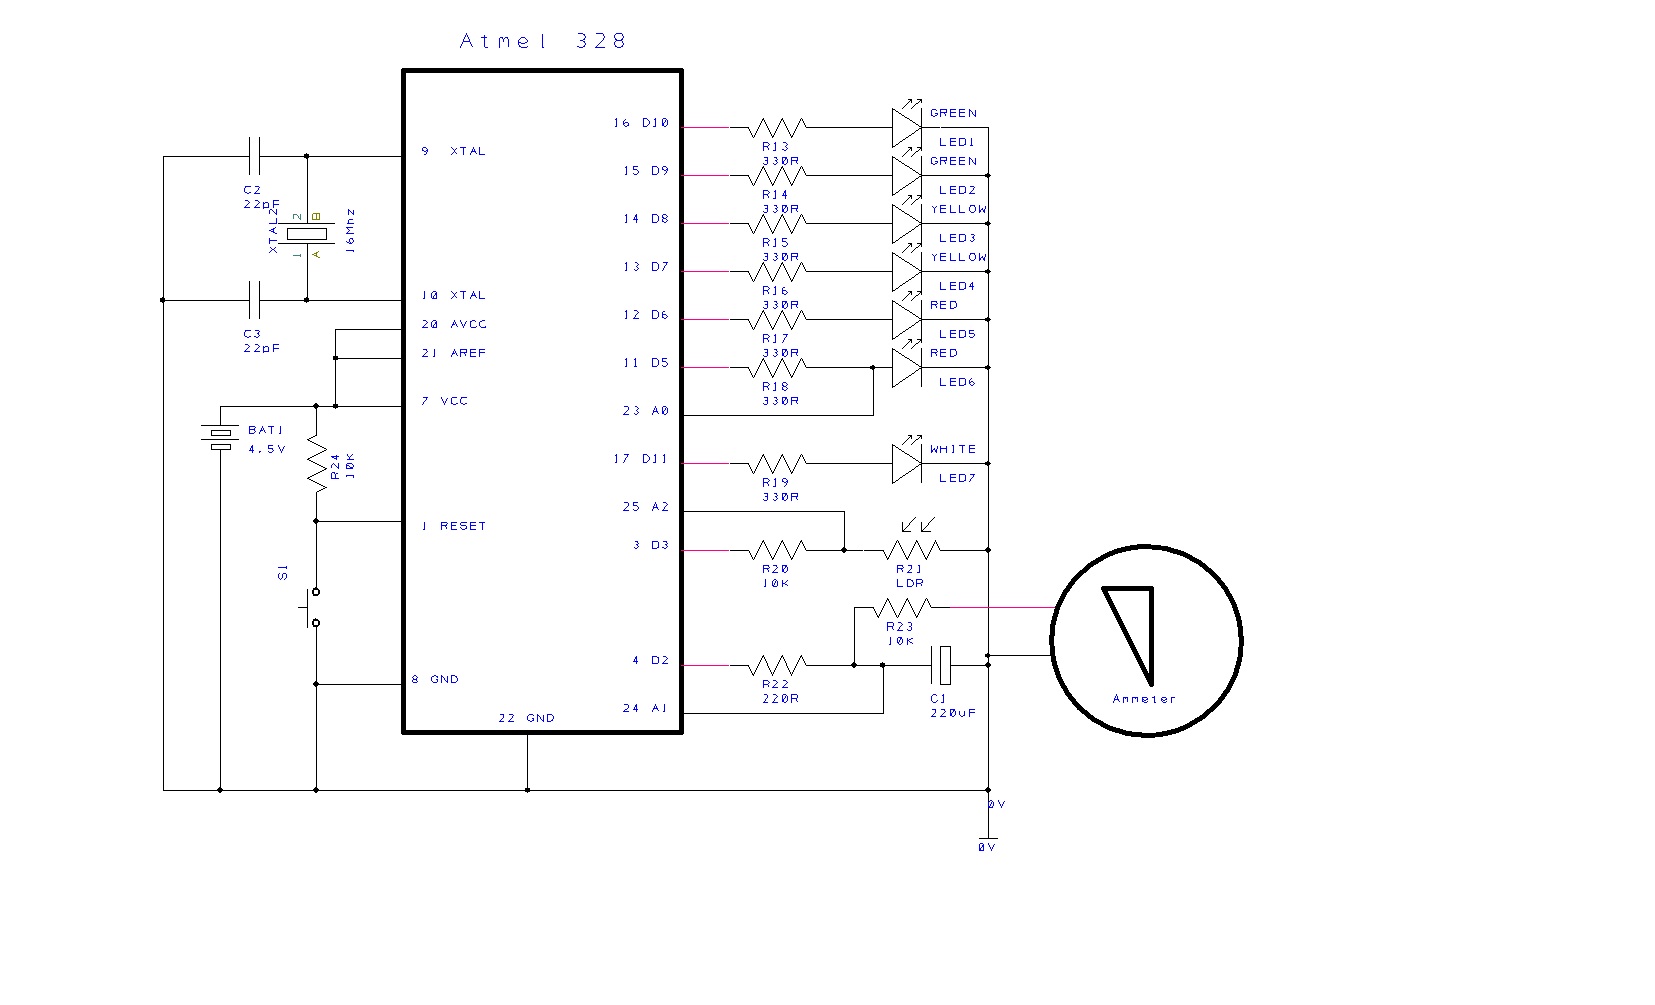 Atmel 328
16 D10
R13
330R
GREEN
LED1
9 XTAL
15 D9
R14
330R
GREEN
LED2
C2
22pF
XTAL2
2
B
1
A
16Mhz
14 D8
R15
330R
YELLOW
LED3
13 D7
R16
330R
YELLOW
LED4
10 XTAL
C3
22pF
20 AVCC
12 D6
R17
330R
RED
LED5
21 AREF
11 D5
R18
330R
RED
LED6
7 VCC
23 A0
BAT1
4.5V
R24
10K
17 D11
R19
330R
WHITE
LED7
25 A2
1 RESET
3 D3
R20
10K
R21
LDR
S1
R23
10K
4 D2
R22
220R
8 GND
C1
220uF
Ammeter
24 A1
22 GND
0V
0V